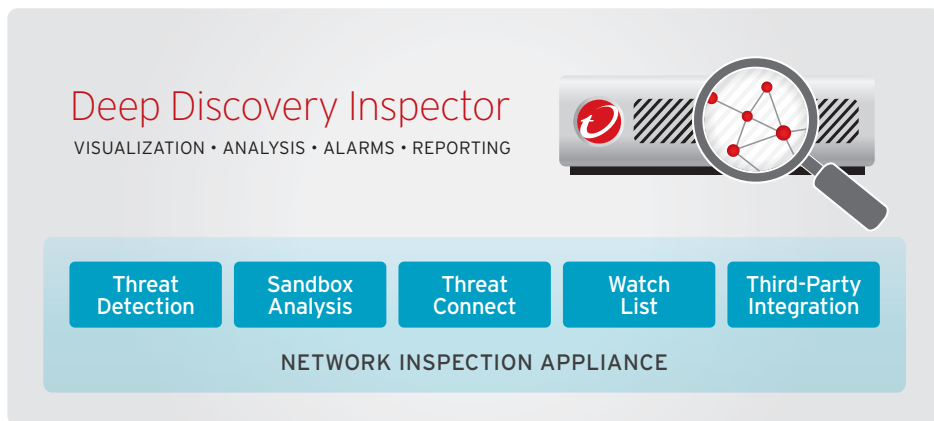 Deep Discovery Inspector
VISUALIZATION • ANALYSIS • ALARMS • REPORTING
Threat
Detection
Sandbox
Analysis
Threat
Connect
Watch
List
Third-Party
Integration
NETWORK INSPECTION APPLIANCE